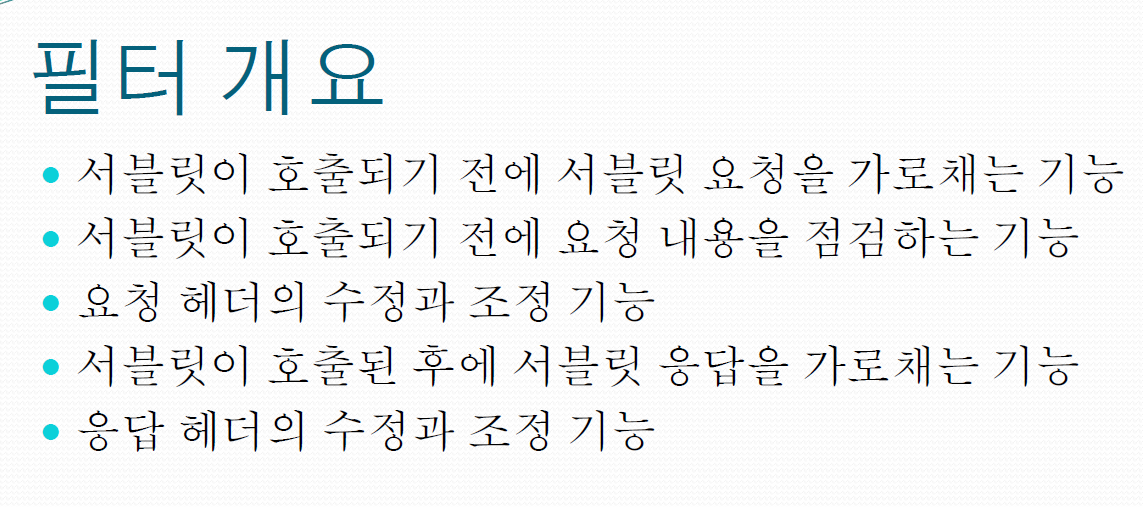 필터 개요
서블릿이 호출되기 전에 서블릿 요청을 가로채는 기능
서블릿이 호출되기 전에 요청 내용을 점검하는 기능
요청 헤더의 수정과 조정 기능
서블릿이 호출된 후에 서블릿 응답을 가로채는 기능
응답 헤더의 수정과 조정 기능